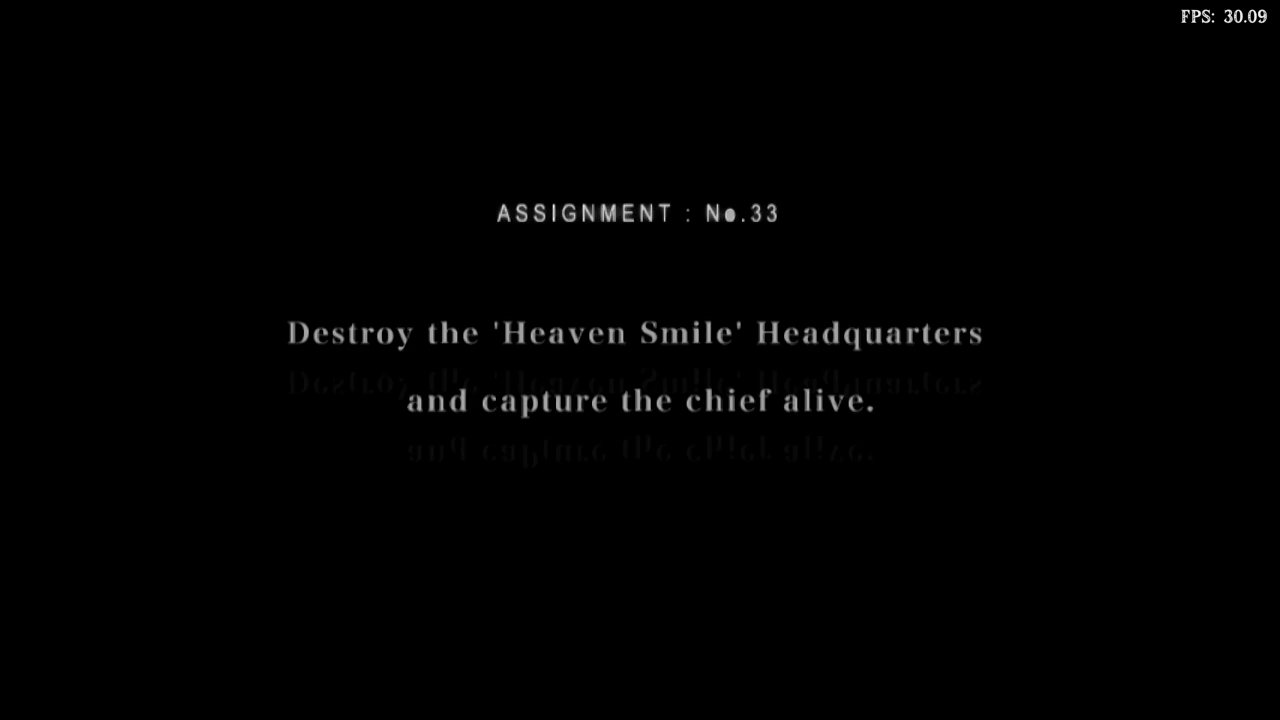 FPS: 30.09
ASSIGNMENT : No.33
Destroy the 'Heaven Smile' Headquarters
and capture the chief alive.